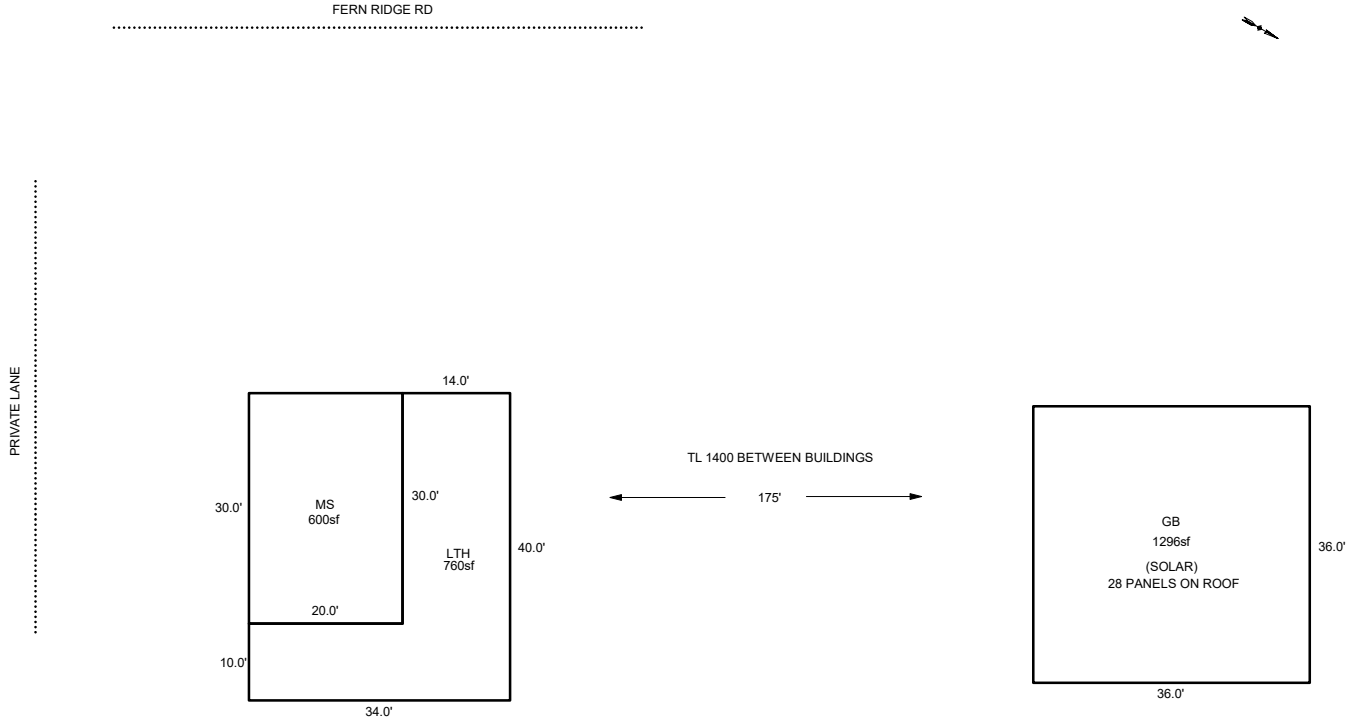 FERN RIDGE RD
PRIVATE LANE
14.0'
30.0'
MS
600sf
30.0'
LTH
760sf
40.0'
20.0'
10.0'
34.0'
TL 1400 BETWEEN BUILDINGS
175'
GB
1296sf
(SOLAR)
28 PANELS ON ROOF
36.0'
36.0'